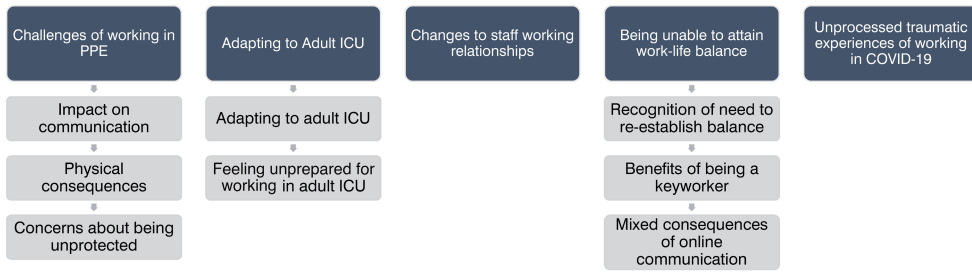 Challenges of working in
PPE
Impact on
communication
Physical
consequences
Concerns about being
unprotected
Adapting to Adult ICU
Adapting to adult ICU
Feeling unprepared for
working in adult ICU
Changes to staff working
relationships
Being unable to attain
work-life balance
Recognition of need to
re-establish balance
Benefits of being a
keyworker
Mixed consequences
of online
communication
Unprocessed traumatic
experiences of working
in COVID-19